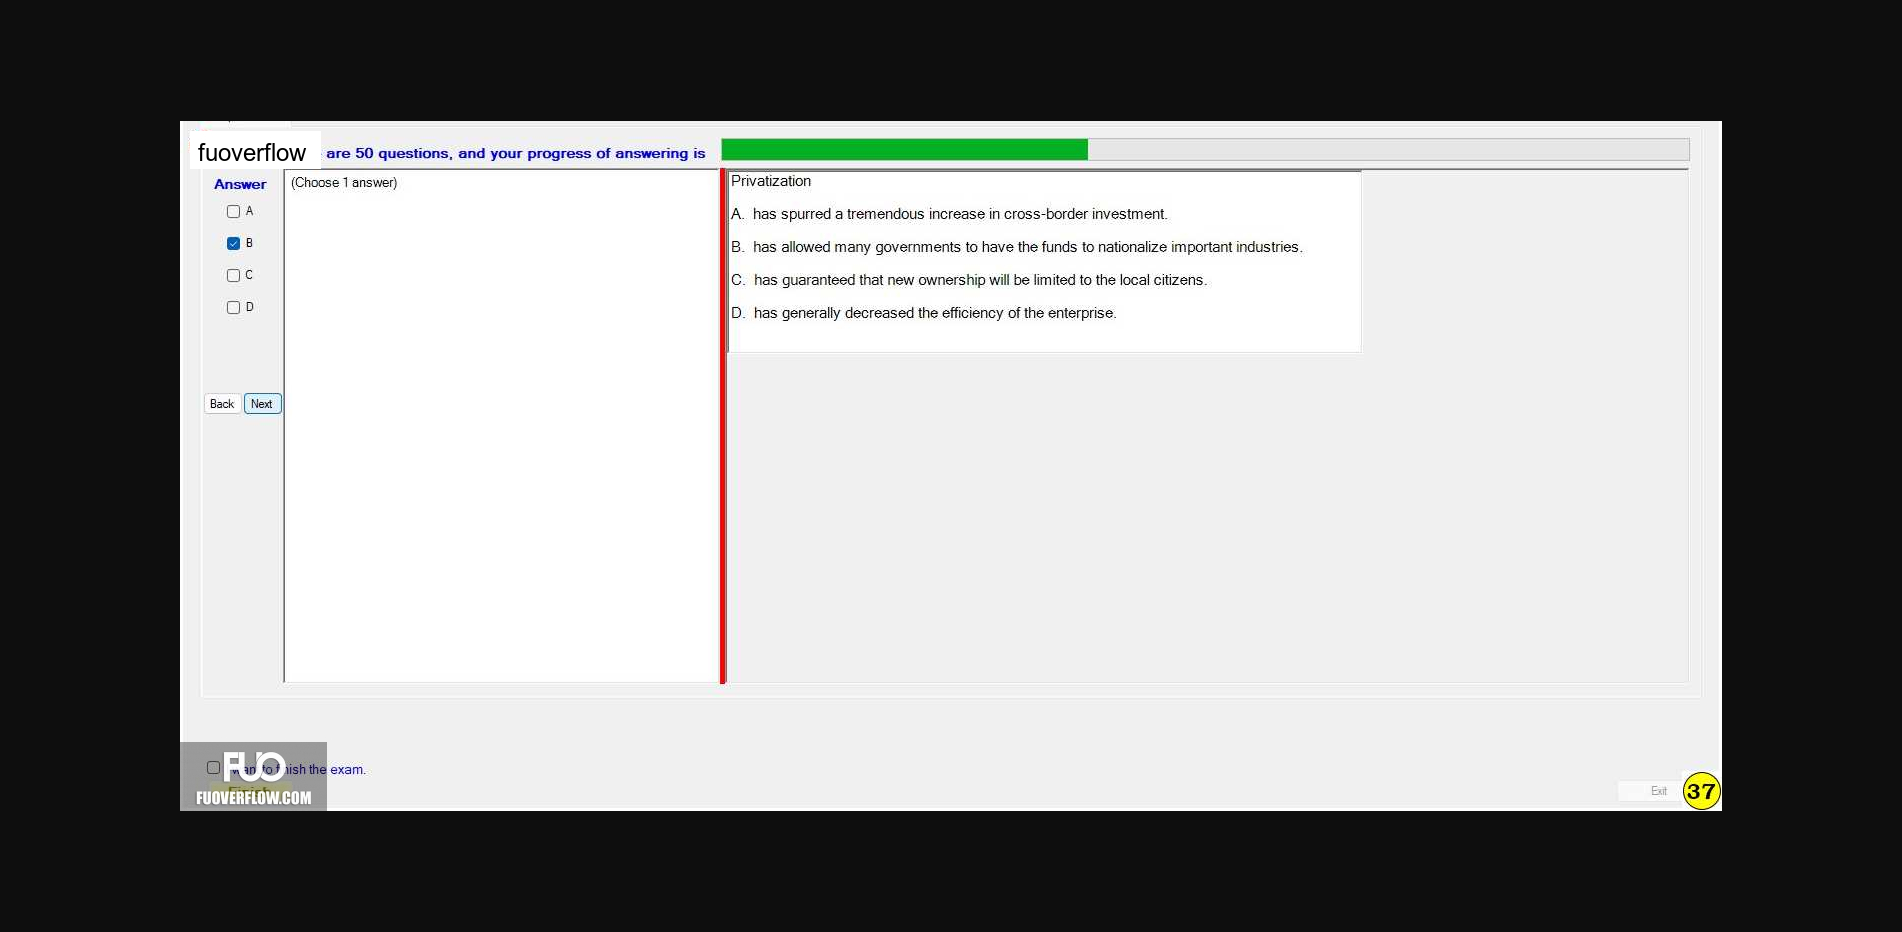 fuoverflow are 50 questions, and your progress of answering is
Answer
(Choose 1 answer)
A
B
C
D
Back Next
Privatization
A. has spurred a tremendous increase in cross-border investment.
B. has allowed many governments to have the funds to nationalize important industries.
C. has guaranteed that new ownership will be limited to the local citizens.
D. has generally decreased the efficiency of the enterprise.
FUO
want to finish the exam.
Finish
FUOVERFLOW.COM
Exit
37